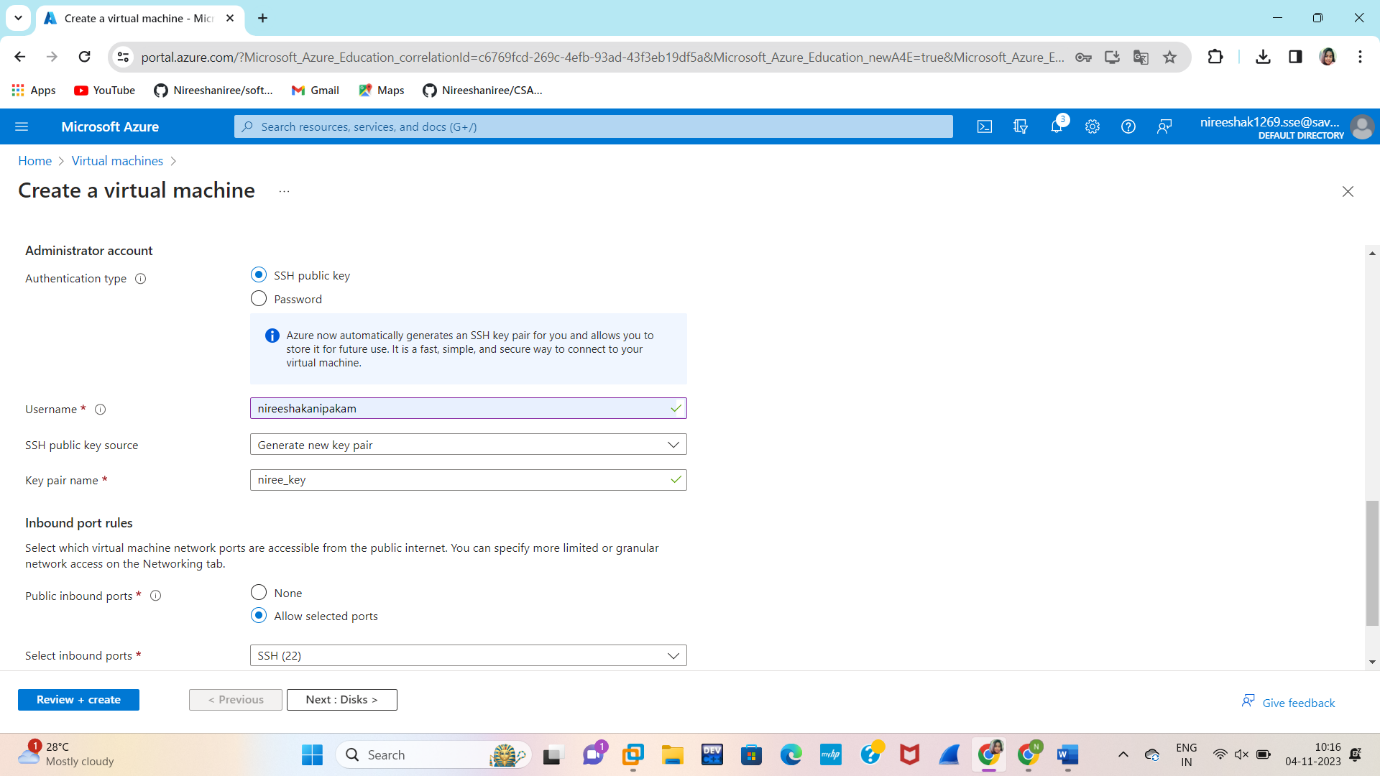 Create a virtual machine - Micr
portal.azure.com/?Microsoft_Azure_Education_correlationId=c6769fcd-269c-4efb-93ad-43f3eb19df5a&Microsoft_Azure_Education_newA4E=true&Microsoft_Azure_E...
Apps YouTube Nireeshaniree/soft... Gmail Maps Nireeshaniree/CSA...
Microsoft Azure Search resources, services, and docs (G+/) 3 nireeshak1269.sse@sav...
DEFAULT DIRECTORY
Home > Virtual machines >
Create a virtual machine ...
Administrator account
Authentication type SSH public key
Password
Azure now automatically generates an SSH key pair for you and allows you to
store it for future use. It is a fast, simple, and secure way to connect to your
virtual machine.
Username * nireeshakanipakam
SSH public key source Generate new key pair
Key pair name * niree_key
Inbound port rules
Select which virtual machine network ports are accessible from the public internet. You can specify more limited or granular
network access on the Networking tab.
Public inbound ports * None
Allow selected ports
Select inbound ports * SSH (22)
Review + create < Previous Next : Disks > Give feedback
1 28°C
Mostly cloudy
Search
1
DEV
myhp
N
W
ENG
IN
10:16
04-11-2023